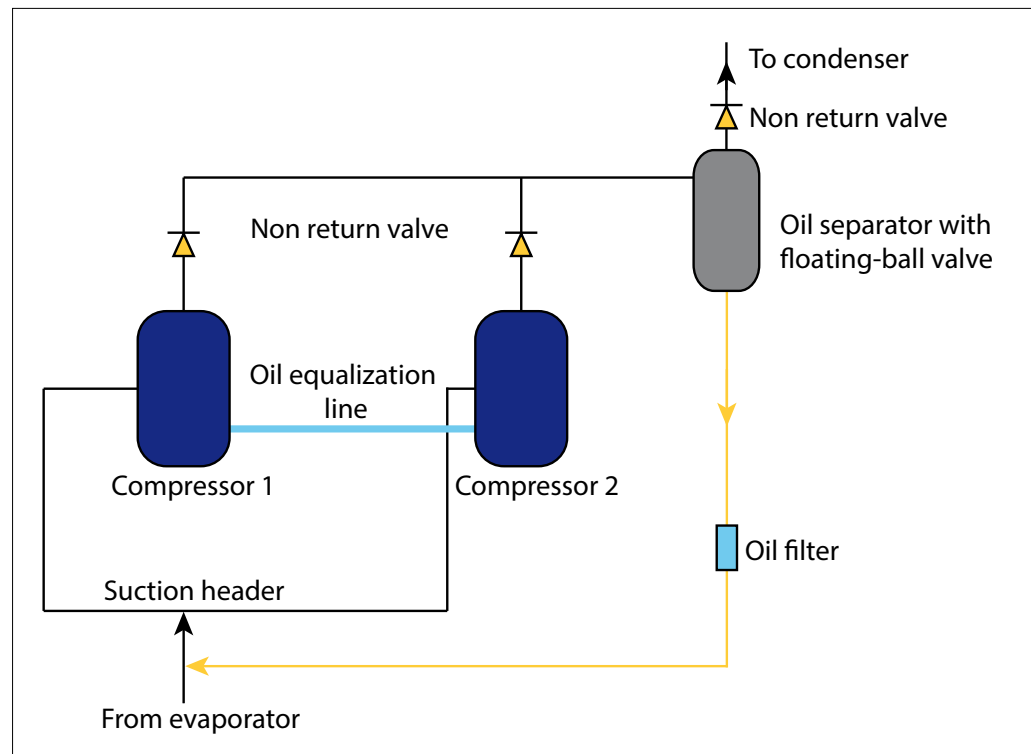 To condenser
Non return valve
Non return valve
Oil separator with
floating-ball valve
Oil equalization
line
Compressor 1
Compressor 2
Oil filter
Suction header
From evaporator